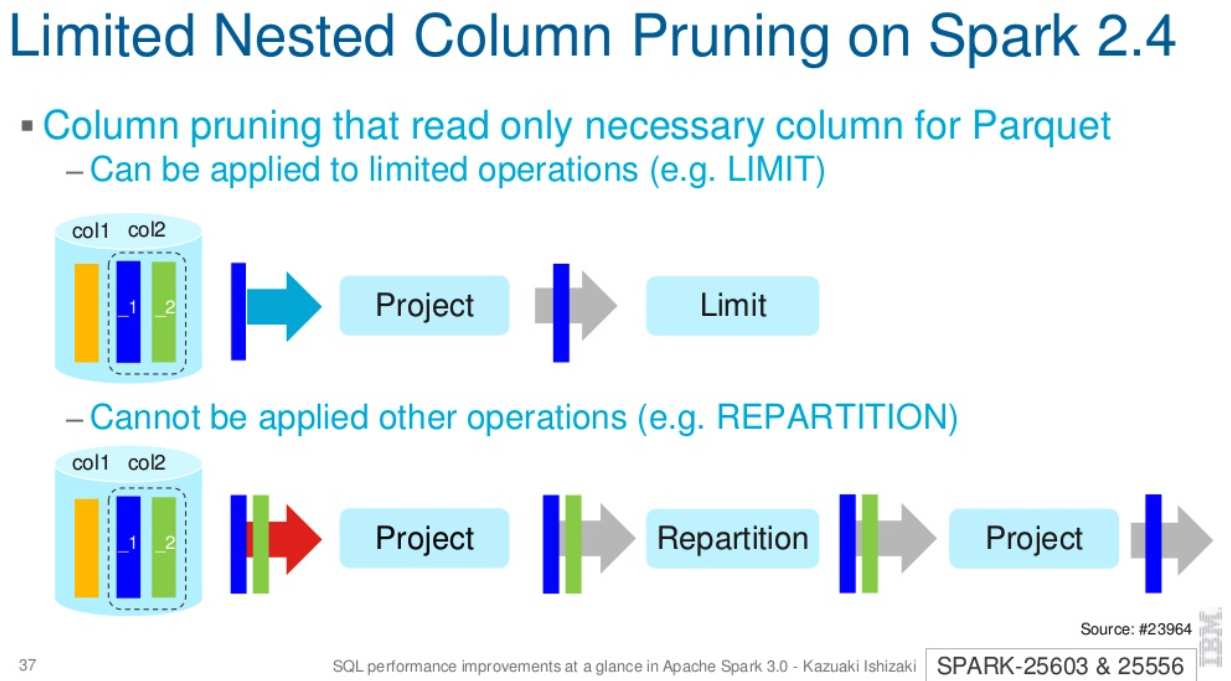 Limited Nested Column Pruning on Spark 2.4
▪ Column pruning that read only necessary column for Parquet
– Can be applied to limited operations (e.g. LIMIT)
col1 col2
_1 _2
Project
Limit
– Cannot be applied other operations (e.g. REPARTITION)
col1 col2
_1 _2
Project
Repartition
Project
Source: #23964
IBM
37
SQL performance improvements at a glance in Apache Spark 3.0 - Kazuaki Ishizaki
SPARK-25603 & 25556